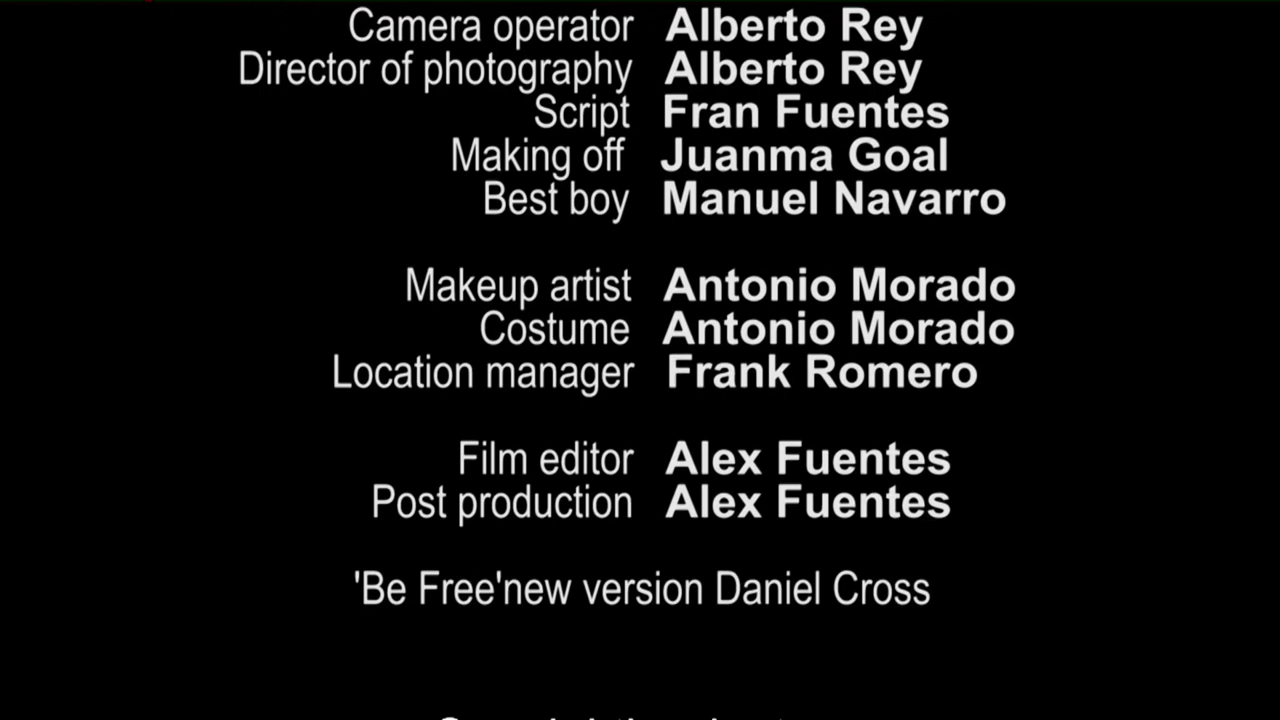 Camera operator Alberto Rey
Director of photography Alberto Rey
Script Fran Fuentes
Making off Juanma Goal
Best boy Manuel Navarro
Makeup artist Antonio Morado
Costume Antonio Morado
Location manager Frank Romero
Film editor Alex Fuentes
Post production Alex Fuentes
'Be Free'new version Daniel Cross